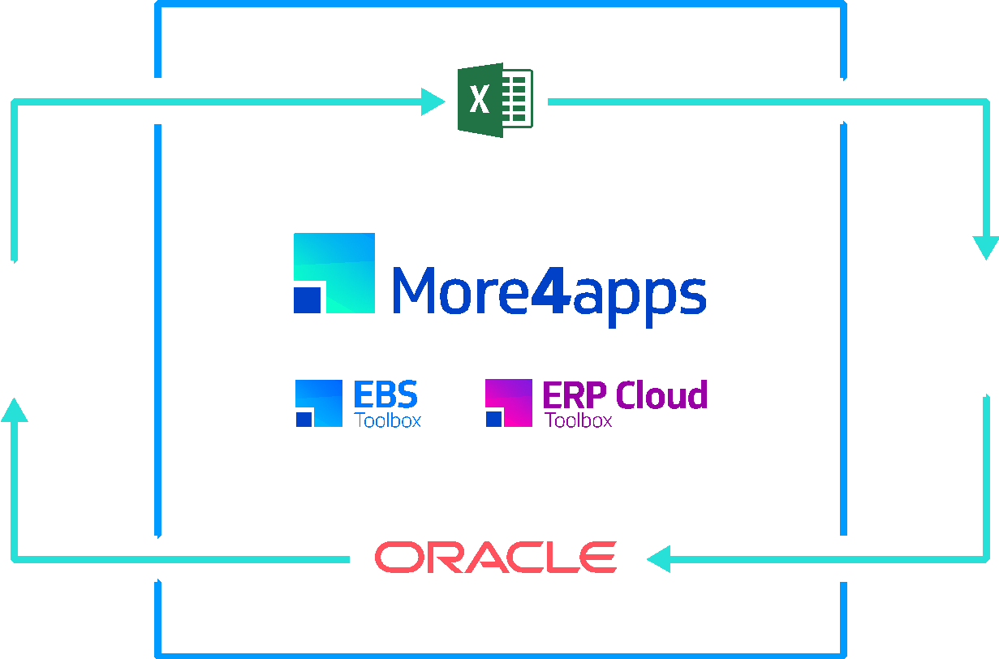 X
More4apps
EBS
Toolbox
ERP Cloud
Toolbox
ORACLE